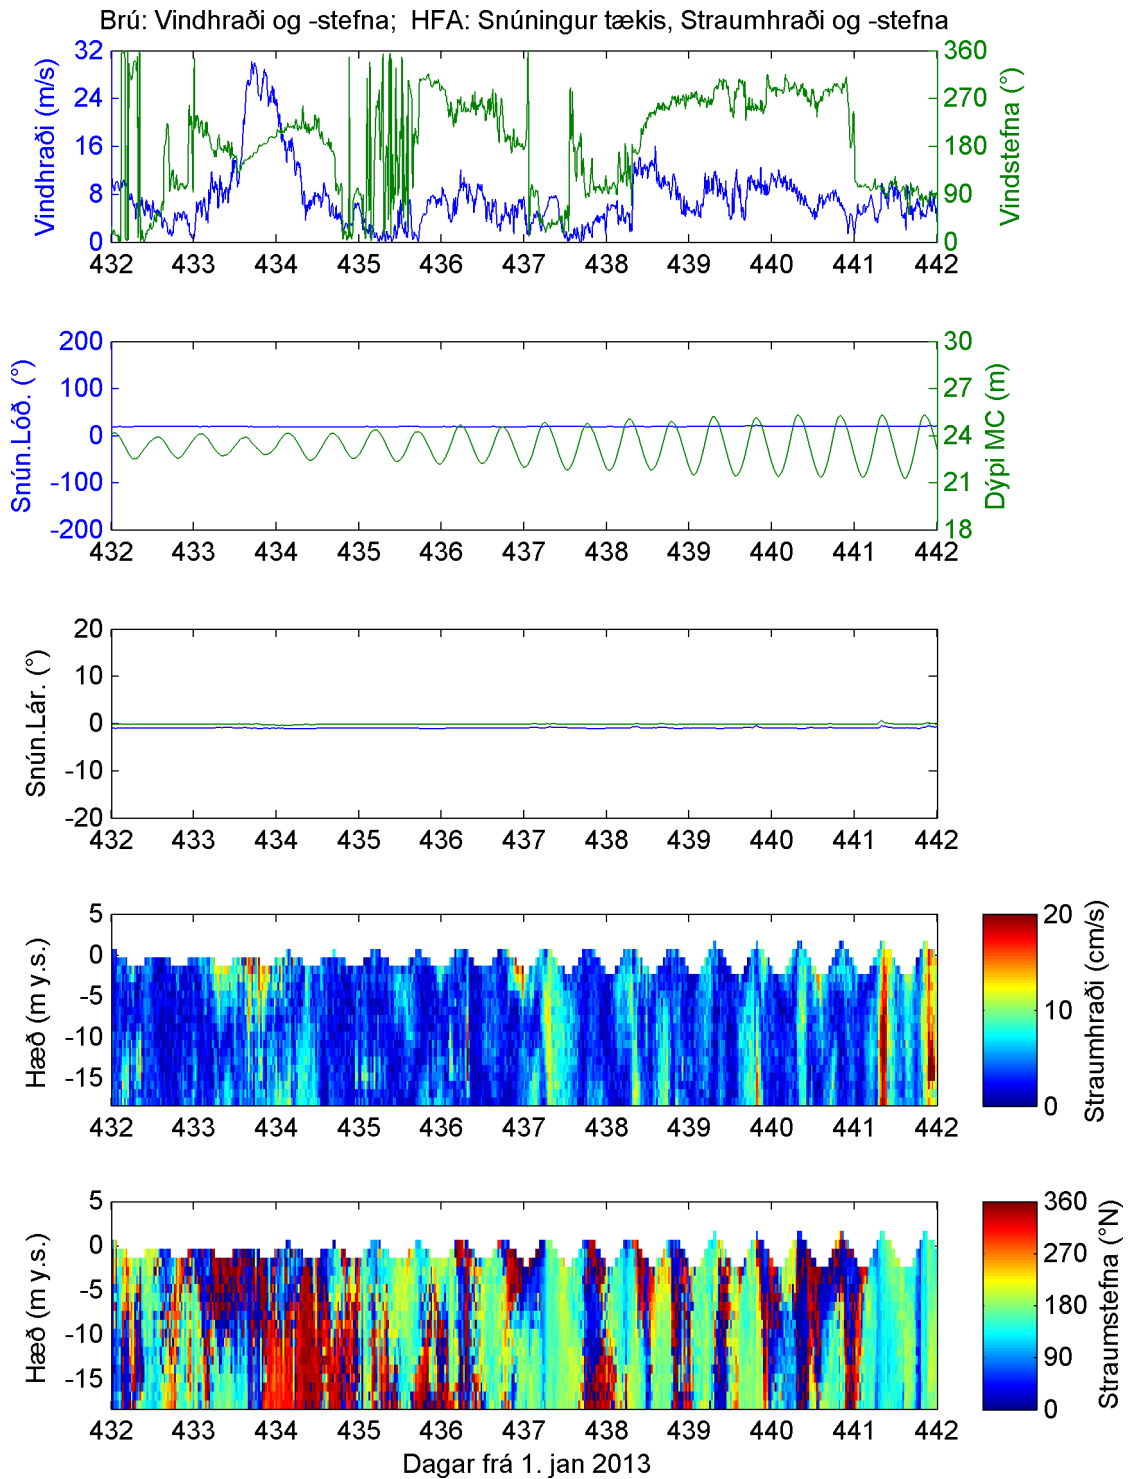 Brú: Vindhraði og -stefna;  HFA: Snúningur tækis, Straumhraði og -stefna
Vindhraði (m/s)
32
24
16
8
0
360
270
180
90
0
Vindstefna (°)
432 433 434 435 436 437 438 439 440 441 442
Snún.Lóð. (°)
200
100
0
-100
-200
30
27
24
21
18
Dýpi MC (m)
432 433 434 435 436 437 438 439 440 441 442
Snún.Lár. (°)
20
10
0
-10
-20
432 433 434 435 436 437 438 439 440 441 442
Hæð (m y.s.)
5
0
-5
-10
-15
432 433 434 435 436 437 438 439 440 441 442
20
10
0
Straumhraði (cm/s)
Hæð (m y.s.)
5
0
-5
-10
-15
432 433 434 435 436 437 438 439 440 441 442
360
270
180
90
0
Straumstefna (°N)
Dagar frá 1. jan 2013